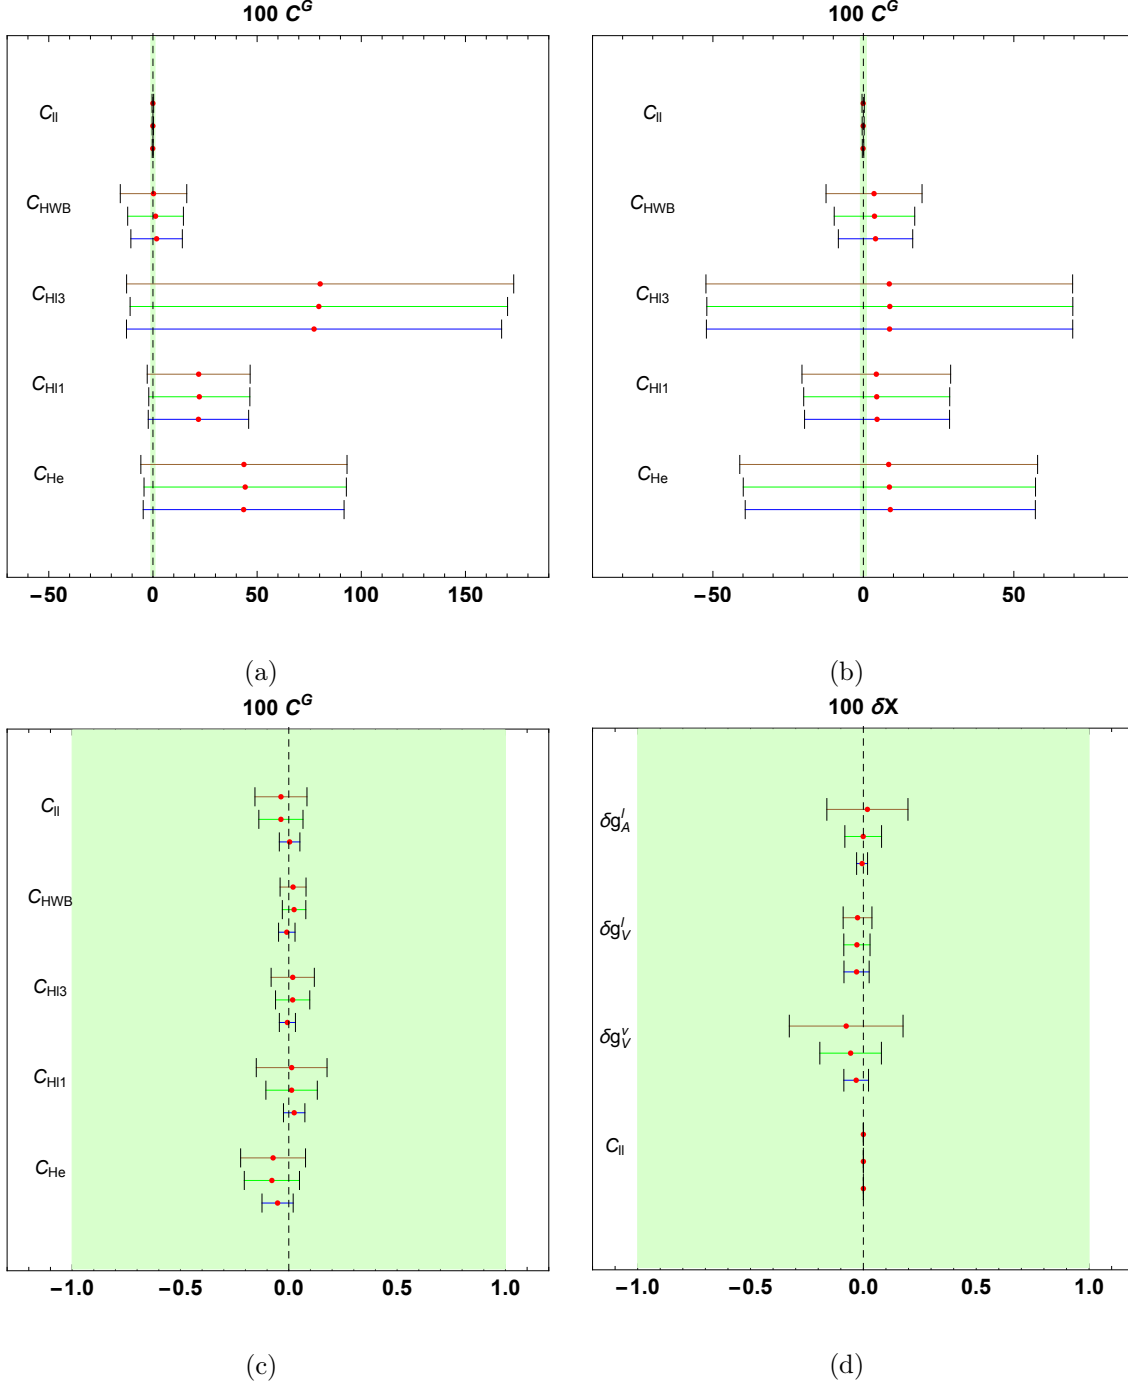 100 C^G
C_ll
C_HWB
C_Hl3
C_Hl1
C_He
−50 0 50 100 150
(a)
100 C^G
C_ll
C_HWB
C_Hl3
C_Hl1
C_He
−50 0 50
(b)
100 C^G
C_ll
C_HWB
C_Hl3
C_Hl1
C_He
−1.0 −0.5 0.0 0.5 1.0
(c)
100 δX
δg_A^l
δg_V^l
δg_V^ν
C_ll
−1.0 −0.5 0.0 0.5 1.0
(d)